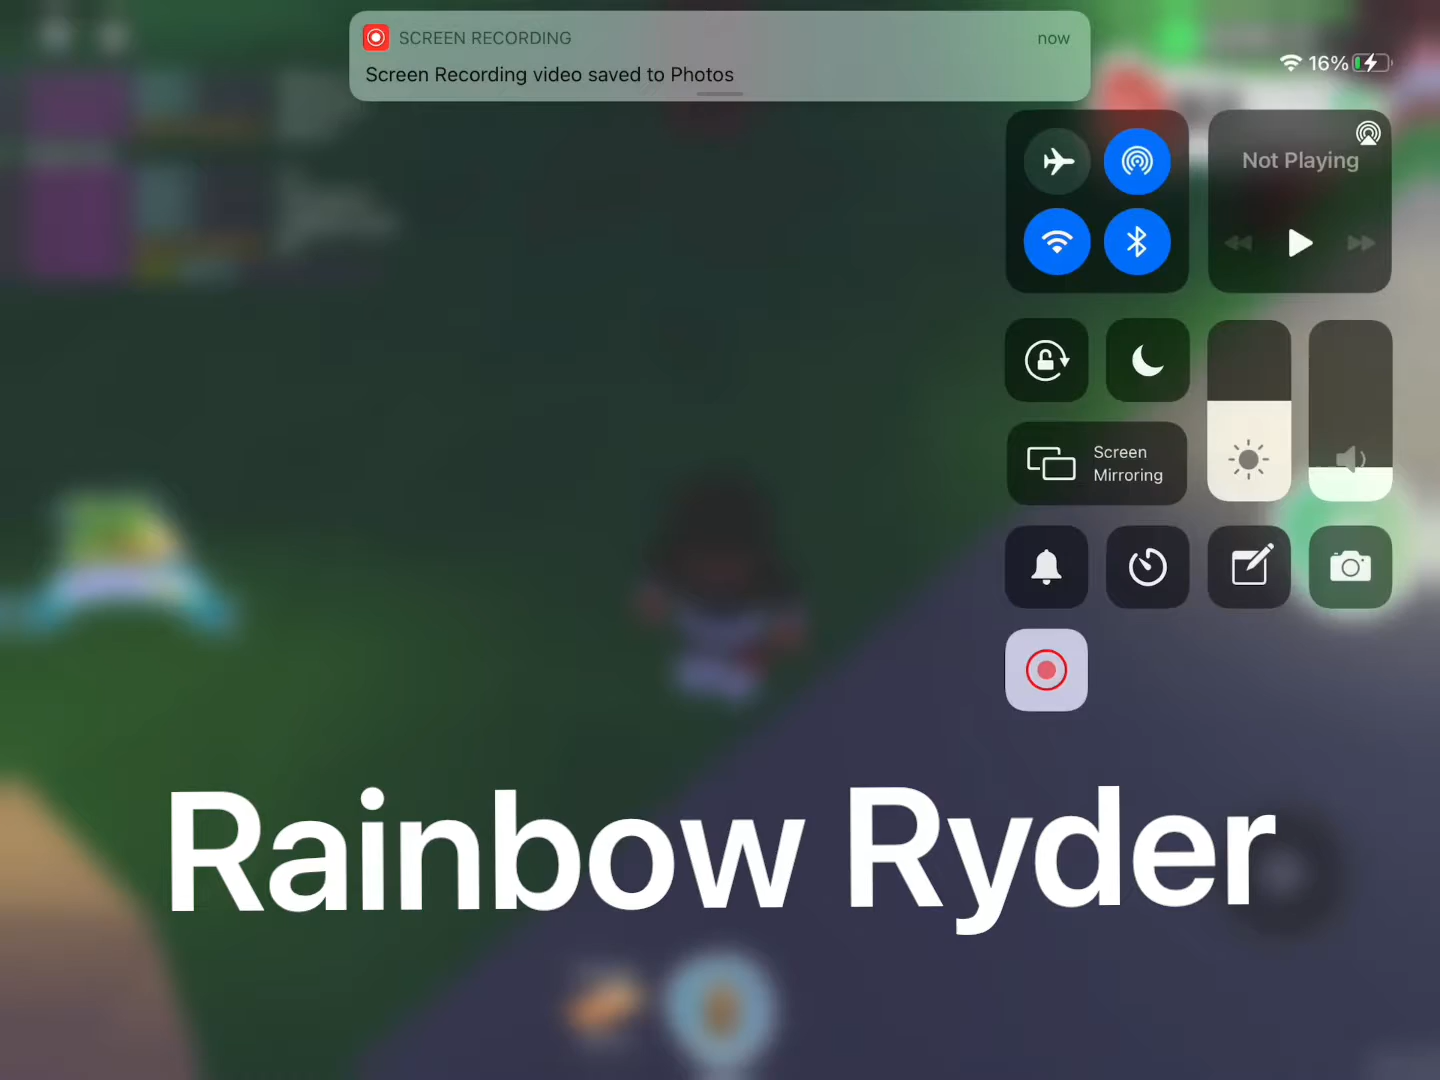 SCREEN RECORDING now
Screen Recording video saved to Photos
16%
Not Playing
Screen
Mirroring
Rainbow Ryder